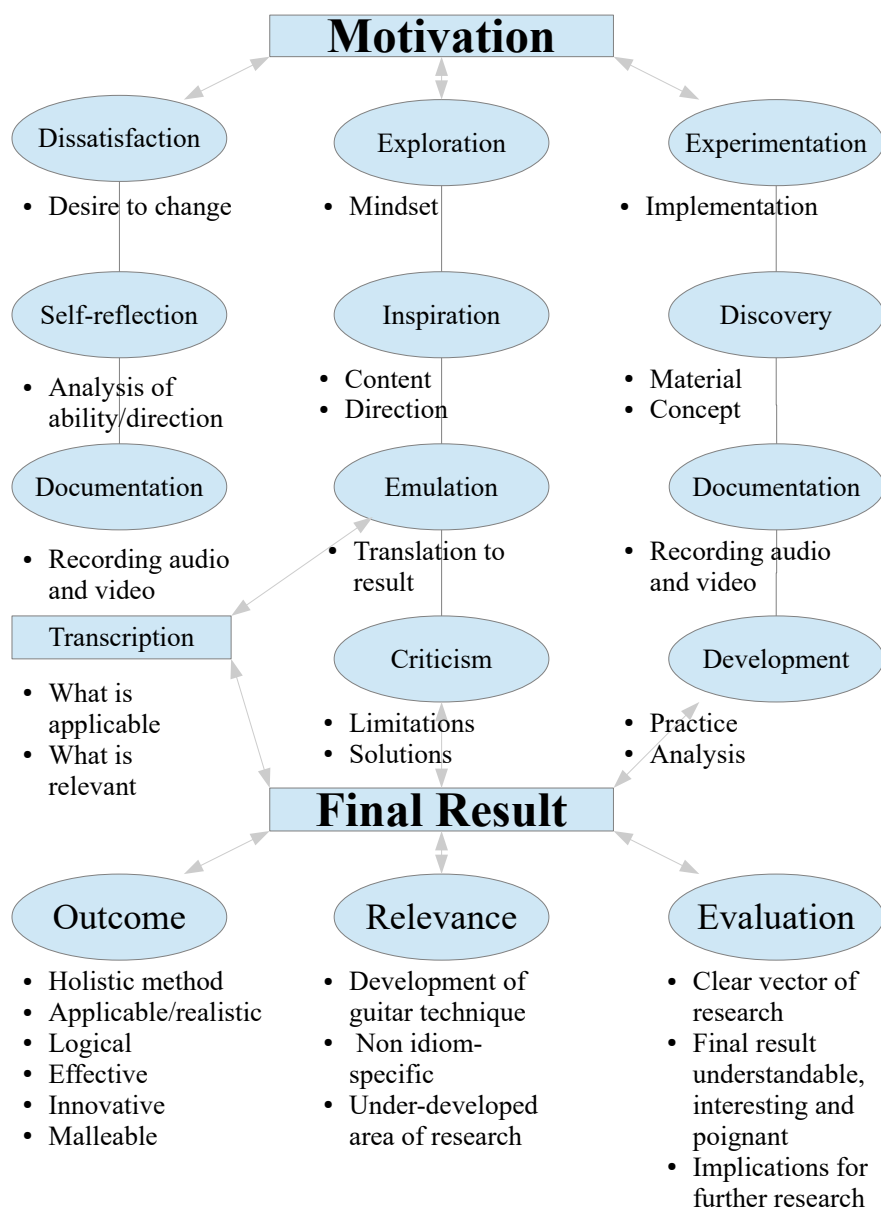 Motivation
Dissatisfaction
Exploration
Experimentation
• Desire to change
• Mindset
• Implementation
Self-reflection
Inspiration
Discovery
• Analysis of
ability/direction
• Content
• Direction
• Material
• Concept
Documentation
Emulation
Documentation
• Recording audio
and video
• Translation to
result
• Recording audio
and video
Transcription
Criticism
Development
• What is
applicable
• What is
relevant
• Limitations
• Solutions
• Practice
• Analysis
Final Result
Outcome
Relevance
Evaluation
• Holistic method
• Applicable/realistic
• Logical
• Effective
• Innovative
• Malleable
• Development of
guitar technique
• Non idiom-
specific
• Under-developed
area of research
• Clear vector of
research
• Final result
understandable,
interesting and
poignant
• Implications for
further research